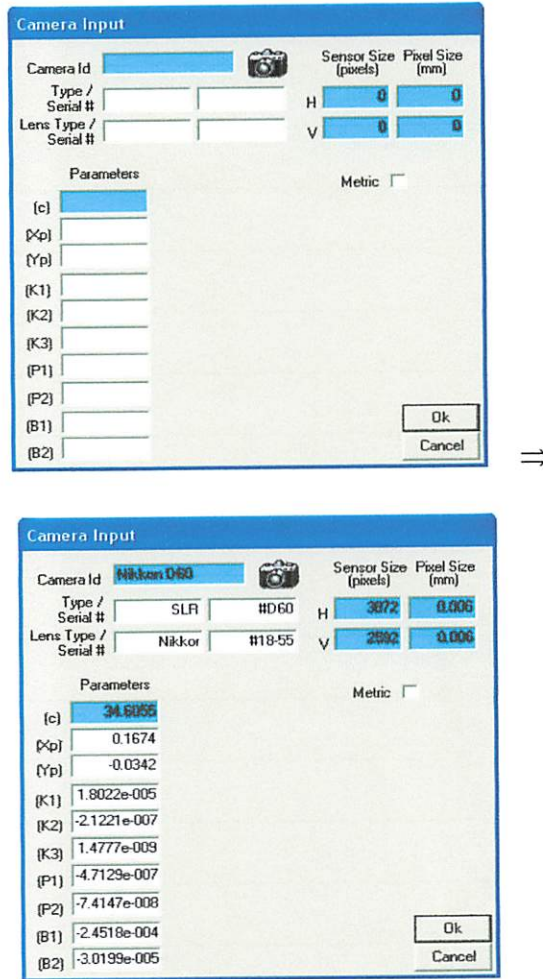 Camera Input
Camera Id
Sensor Size (pixels)
Pixel Size (mm)
Type / Serial #
H 0 0
Lens Type / Serial #
V 0 0
Parameters
Metric
(c)
(Xp)
(Yp)
(K1)
(K2)
(K3)
(P1)
(P2)
(B1)
(B2)
Ok
Cancel
⇒
Camera Input
Camera Id Nikkon D60
Sensor Size (pixels)
Pixel Size (mm)
Type / Serial # SLR #D60
H 3872 0.006
Lens Type / Serial # Nikkor #18-55
V 2592 0.006
Parameters
Metric
(c) 34.6055
(Xp) 0.1674
(Yp) -0.0342
(K1) 1.8022e-005
(K2) -2.1221e-007
(K3) 1.4777e-009
(P1) -4.7129e-007
(P2) -7.4147e-008
(B1) -2.4518e-004
(B2) -3.0199e-005
Ok
Cancel